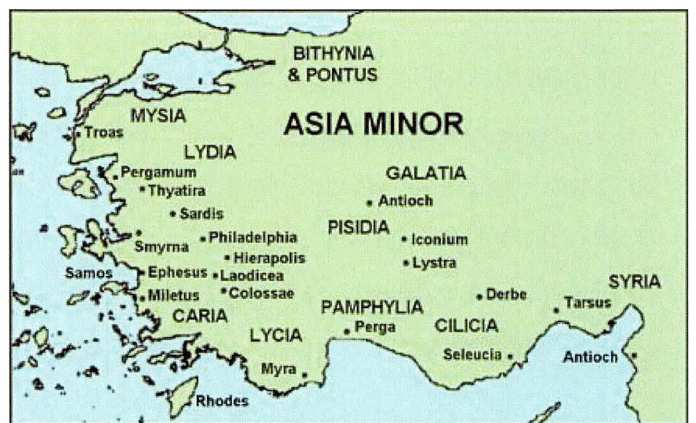 BITHYNIA
& PONTUS
MYSIA
ASIA MINOR
Troas
LYDIA
Pergamum
GALATIA
Thyatira
Antioch
Sardis
PISIDIA
Philadelphia
Iconium
Smyrna
Hierapolis
Lystra
Samos
Ephesus
Laodicea
SYRIA
Miletus
Colossae
Derbe
Tarsus
CARIA
PAMPHYLIA
Perga
CILICIA
LYCIA
Seleucia
Antioch
Myra
Rhodes